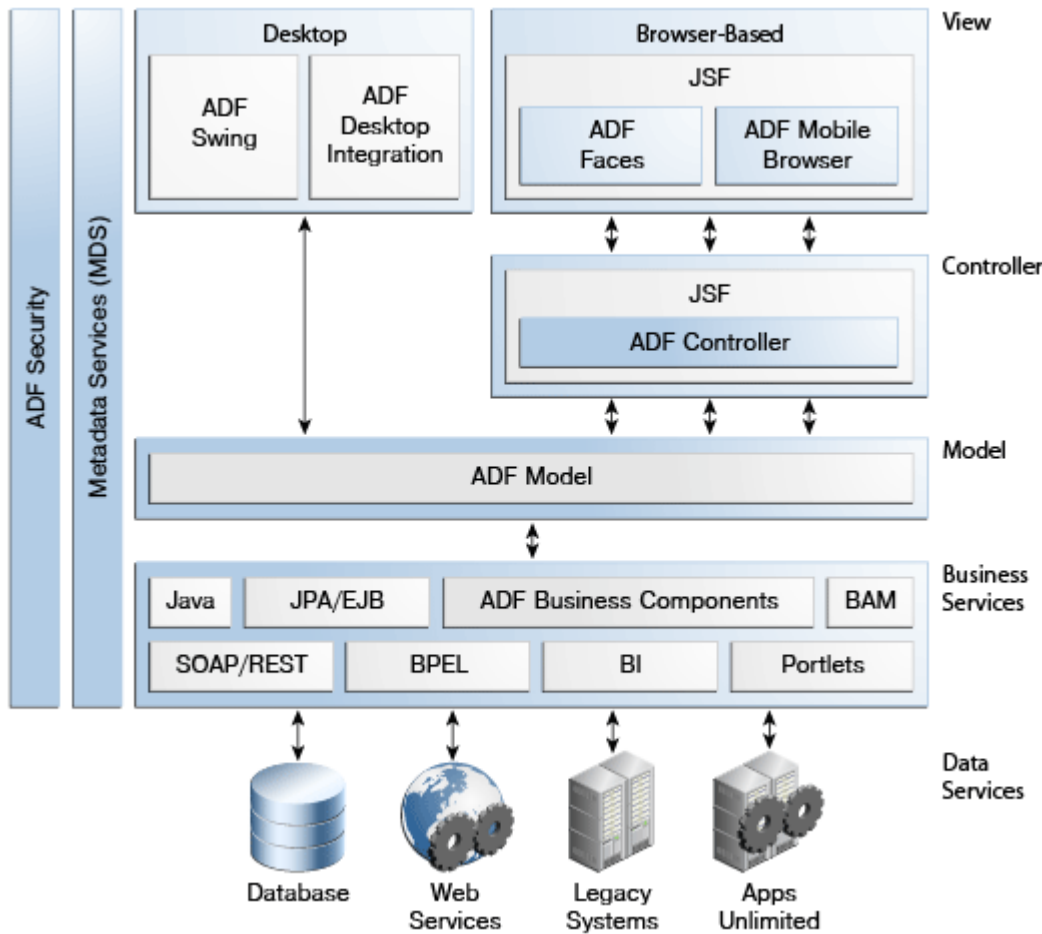 Desktop
Browser-Based
View
JSF
ADF
Swing
ADF
Desktop
Integration
ADF
Faces
ADF Mobile
Browser
Controller
JSF
ADF Controller
ADF Security
Metadata Services (MDS)
Model
ADF Model
Business
Services
Java
JPA/EJB
ADF Business Components
BAM
SOAP/REST
BPEL
BI
Portlets
Data
Services
Database
Web
Services
Legacy
Systems
Apps
Unlimited